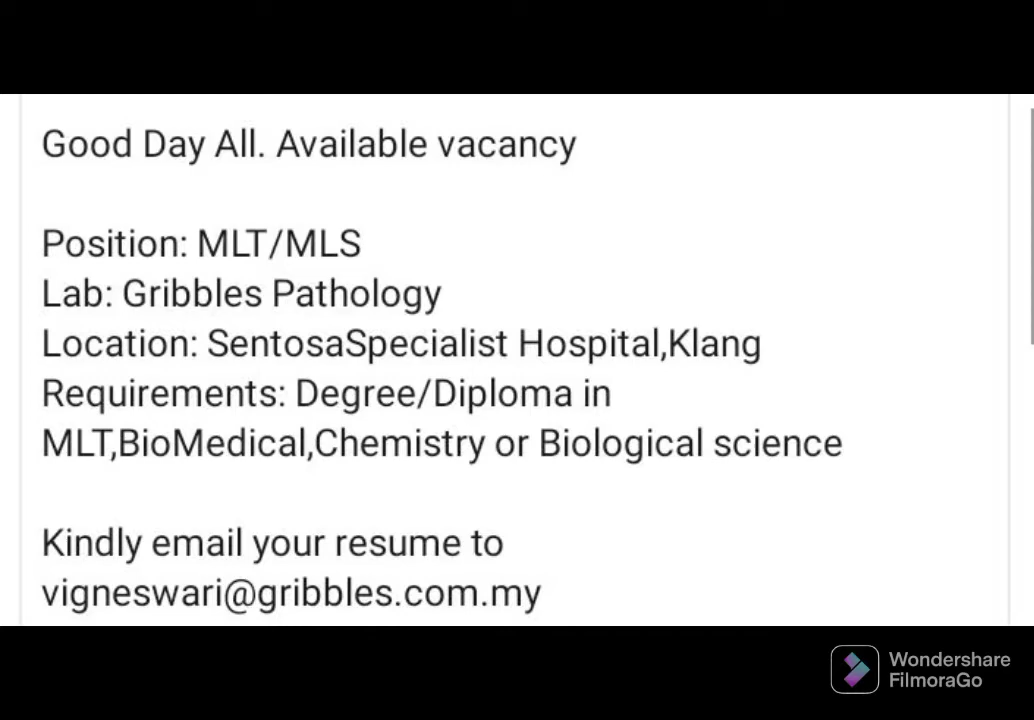 Good Day All. Available vacancy
Position: MLT/MLS
Lab: Gribbles Pathology
Location: SentosaSpecialist Hospital,Klang
Requirements: Degree/Diploma in
MLT,BioMedical,Chemistry or Biological science
Kindly email your resume to
vigneswari@gribbles.com.my
Wondershare
FilmoraGo